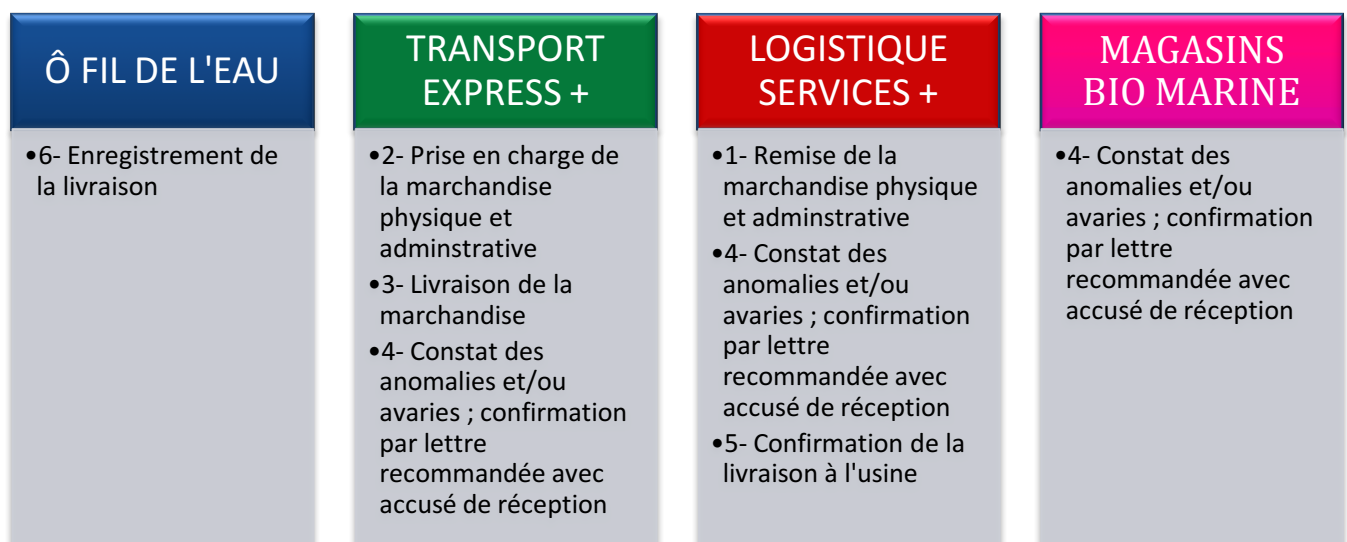 Ô FIL DE L'EAU
•6- Enregistrement de
la livraison
TRANSPORT
EXPRESS +
•2- Prise en charge de
la marchandise
physique et
adminstrative
•3- Livraison de la
marchandise
•4- Constat des
anomalies et/ou
avaries ; confirmation
par lettre
recommandée avec
accusé de réception
LOGISTIQUE
SERVICES +
•1- Remise de la
marchandise physique
et adminstrative
•4- Constat des
anomalies et/ou
avaries ; confirmation
par lettre
recommandée avec
accusé de réception
•5- Confirmation de la
livraison à l'usine
MAGASINS
BIO MARINE
•4- Constat des
anomalies et/ou
avaries ; confirmation
par lettre
recommandée avec
accusé de réception